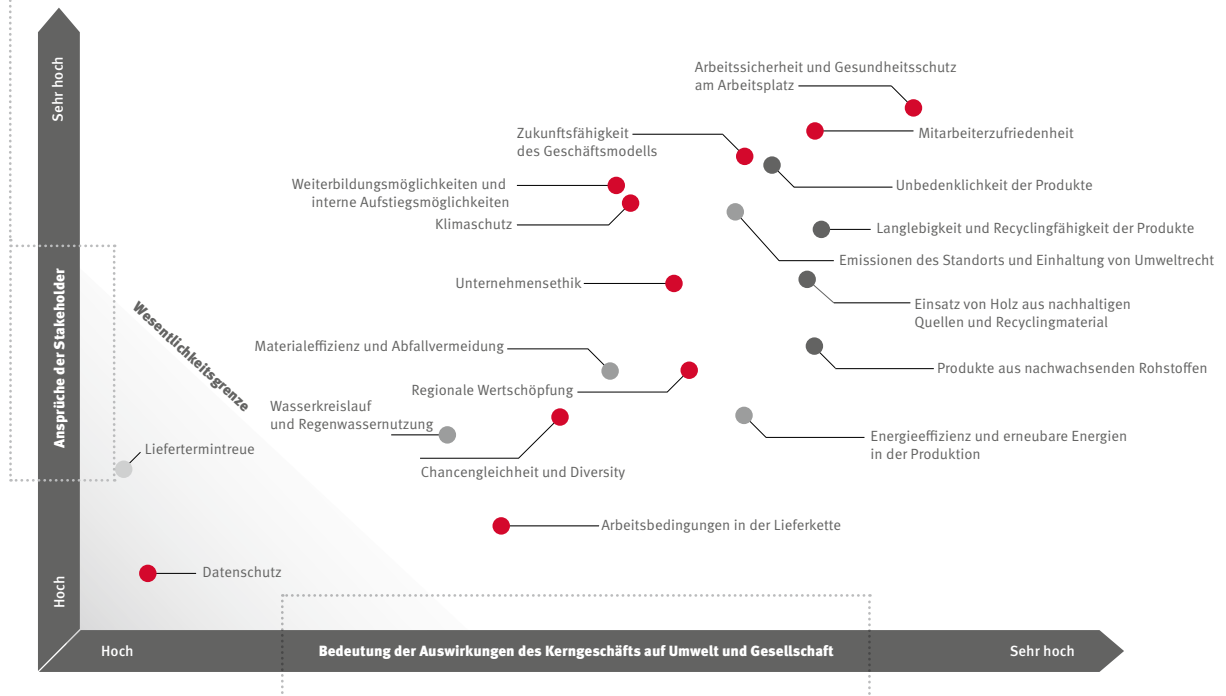 Sehr hoch
Ansprüche der Stakeholder
Hoch
Wesentlichkeitsgrenze
Arbeitssicherheit und Gesundheitsschutz
am Arbeitsplatz
Mitarbeiterzufriedenheit
Zukunftsfähigkeit
des Geschäftsmodells
Unbedenklichkeit der Produkte
Weiterbildungsmöglichkeiten und
interne Aufstiegsmöglichkeiten
Klimaschutz
Langlebigkeit und Recyclingfähigkeit der Produkte
Emissionen des Standorts und Einhaltung von Umweltrecht
Unternehmensethik
Einsatz von Holz aus nachhaltigen
Quellen und Recyclingmaterial
Materialeffizienz und Abfallvermeidung
Produkte aus nachwachsenden Rohstoffen
Regionale Wertschöpfung
Wasserkreislauf
und Regenwassernutzung
Energieeffizienz und erneubare Energien
in der Produktion
Liefertermintreue
Chancengleichheit und Diversity
Arbeitsbedingungen in der Lieferkette
Datenschutz
Hoch
Bedeutung der Auswirkungen des Kerngeschäfts auf Umwelt und Gesellschaft
Sehr hoch